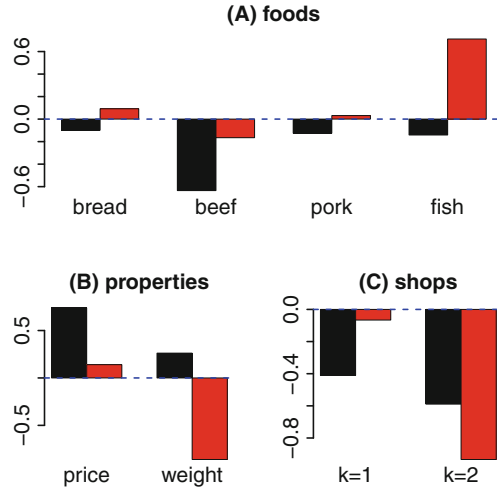 (A) foods
0.6
0.0
−0.6
bread beef pork fish
(B) properties
0.5
−0.5
price weight
(C) shops
0.0
−0.4
−0.8
k=1 k=2